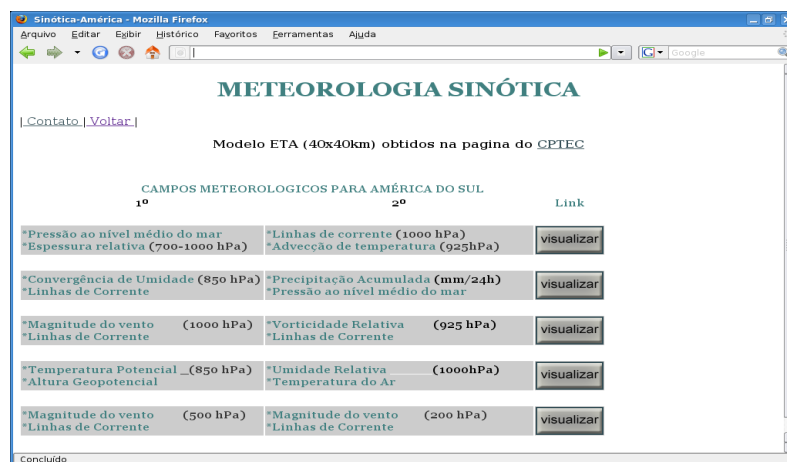 Sinótica-América - Mozilla Firefox
Arquivo Editar Exibir Histórico Favoritos Ferramentas Ajuda
Google
METEOROLOGIA SINÓTICA
| Contato | Voltar |
Modelo ETA (40x40km) obtidos na pagina do CPTEC
CAMPOS METEOROLOGICOS PARA AMÉRICA DO SUL
1º 2º Link
*Pressão ao nível médio do mar *Linhas de corrente (1000 hPa)
*Espessura relativa (700-1000 hPa) *Advecção de temperatura (925hPa)
visualizar
*Convergência de Umidade (850 hPa) *Precipitação Acumulada (mm/24h)
*Linhas de Corrente *Pressão ao nível médio do mar
visualizar
*Magnitude do vento (1000 hPa) *Vorticidade Relativa (925 hPa)
*Linhas de Corrente *Linhas de Corrente
visualizar
*Temperatura Potencial _(850 hPa) *Umidade Relativa (1000hPa)
*Altura Geopotencial *Temperatura do Ar
visualizar
*Magnitude do vento (500 hPa) *Magnitude do vento (200 hPa)
*Linhas de Corrente *Linhas de Corrente
visualizar
Concluído